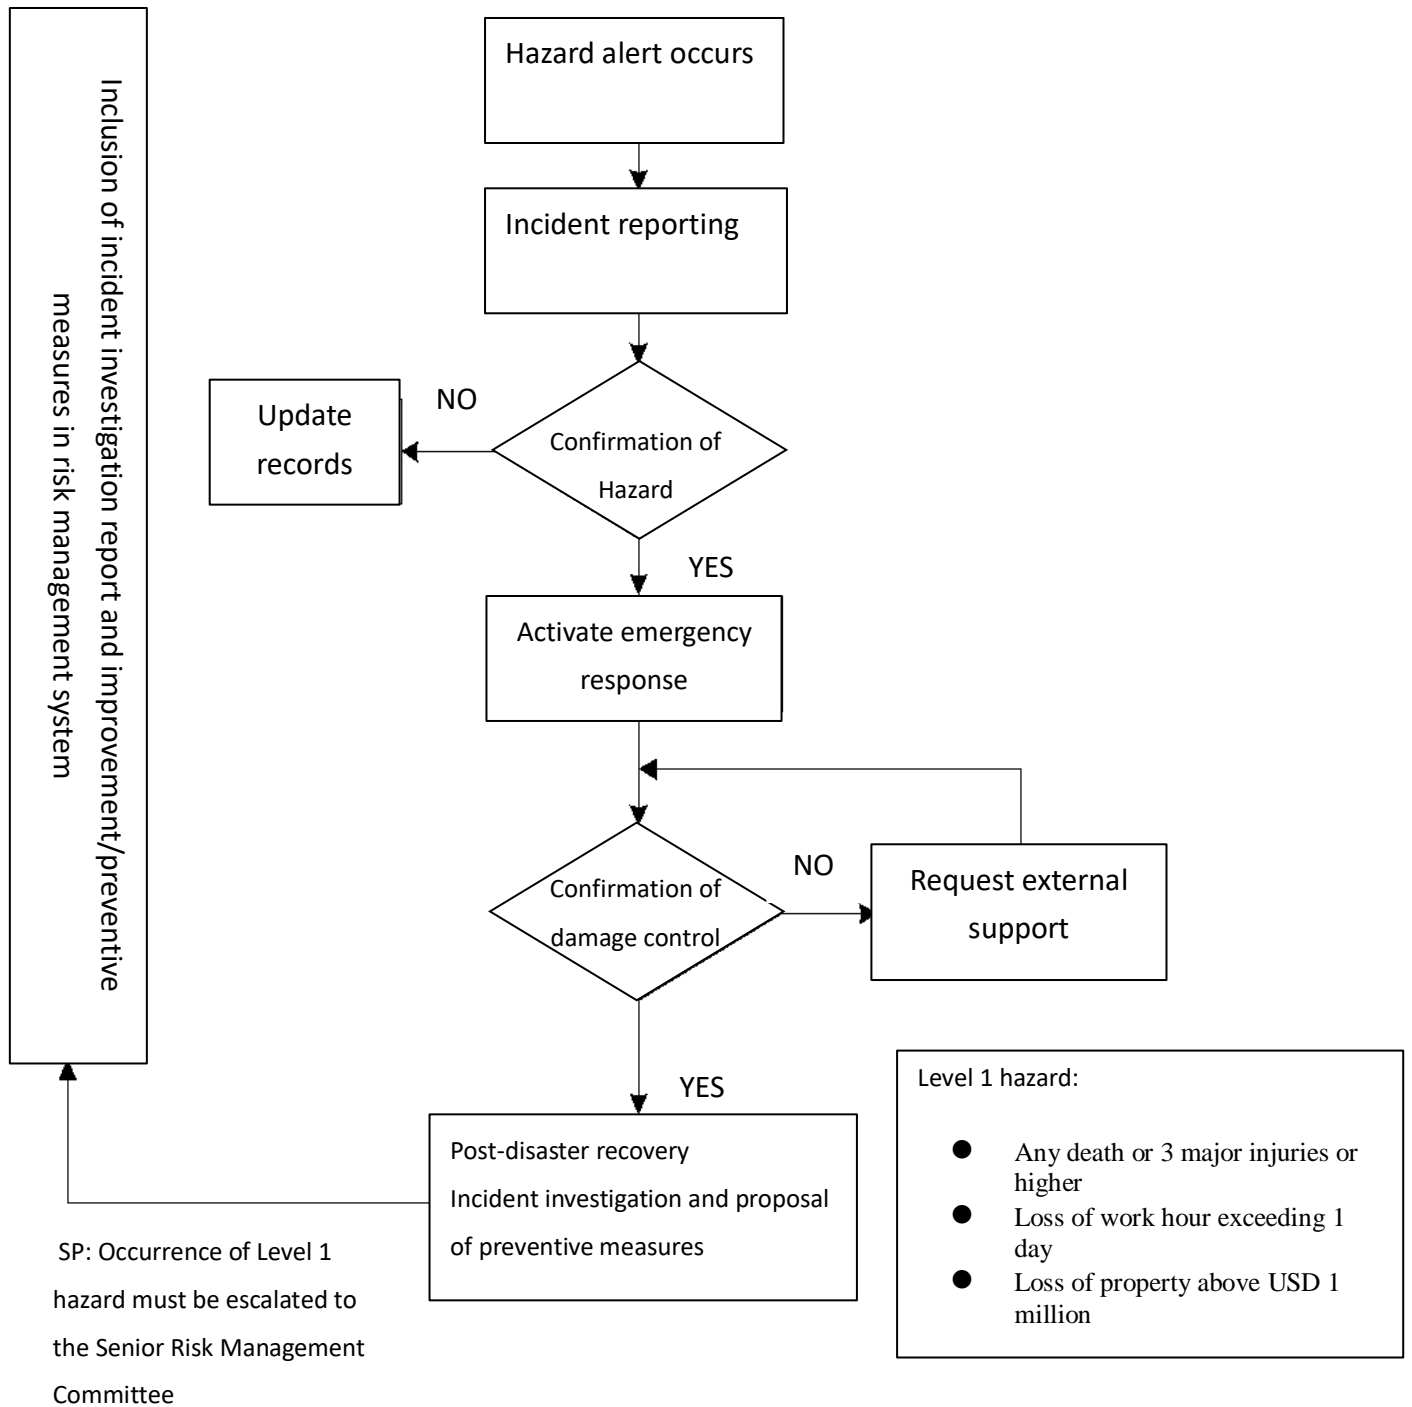 Inclusion of incident investigation report and improvement/preventive
measures in risk management system
Hazard alert occurs
Incident reporting
Confirmation of
Hazard
NO
Update
records
YES
Activate emergency
response
Confirmation of
damage control
NO
Request external
support
YES
Post-disaster recovery
Incident investigation and proposal
of preventive measures
SP: Occurrence of Level 1
hazard must be escalated to
the Senior Risk Management
Committee
Level 1 hazard:
● Any death or 3 major injuries or
higher
● Loss of work hour exceeding 1
day
● Loss of property above USD 1
million